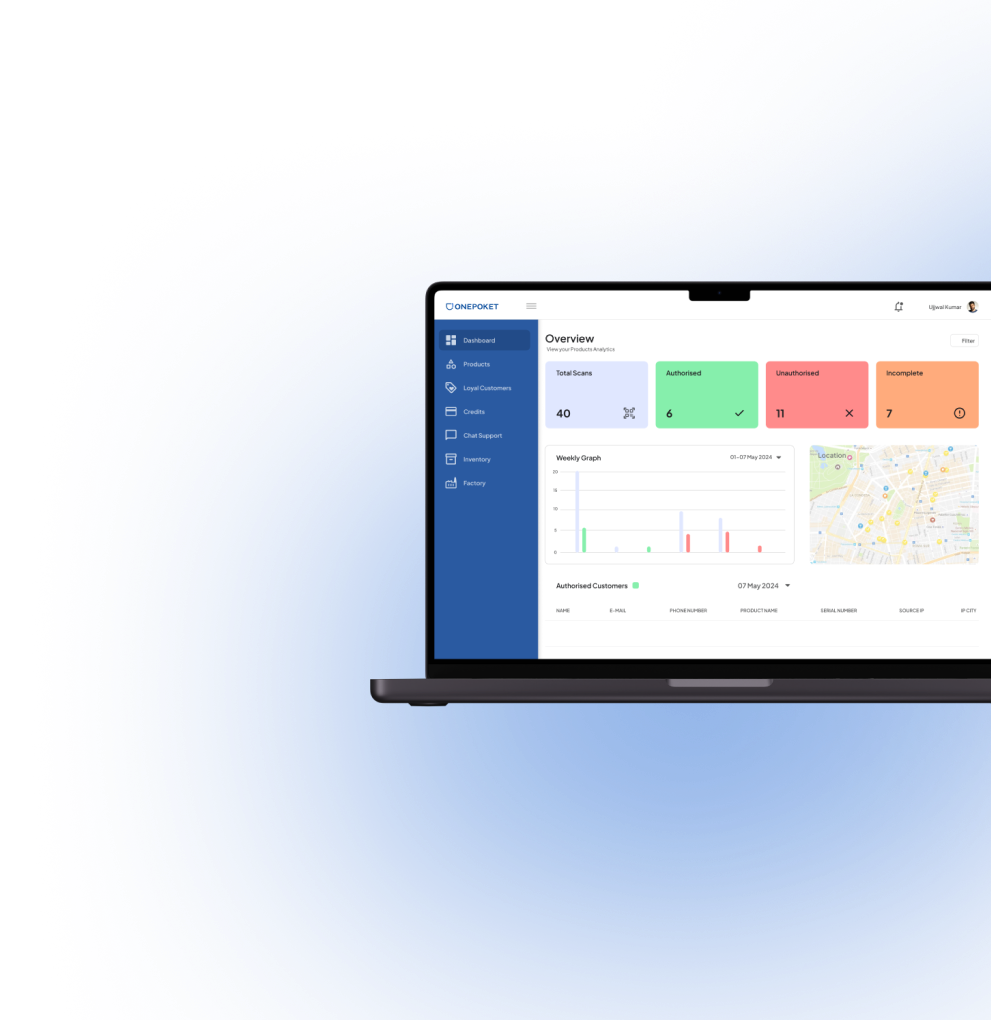 ONEPOKET
Ujjwal Kumar
Dashboard
Products
Loyal Customers
Credits
Chat Support
Inventory
Factory
Overview
View your Products Analytics
Filter
Total Scans
40
Authorised
6
Unauthorised
11
Incomplete
7
Weekly Graph
01-07 May 2024
20
15
10
5
0
Location
Authorised Customers
07 May 2024
NAME E-MAIL PHONE NUMBER PRODUCT NAME SERIAL NUMBER SOURCE IP IP CITY